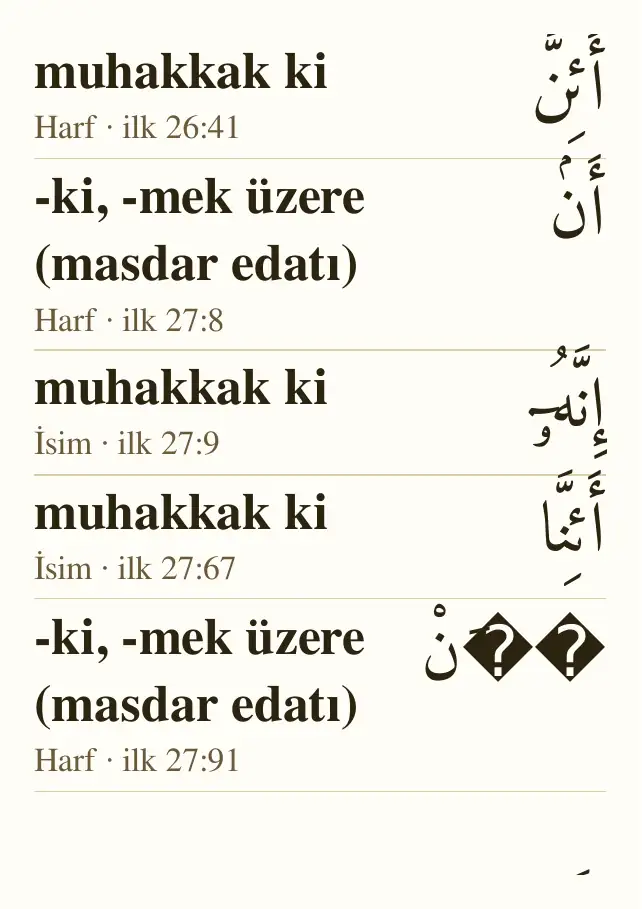 muhakkak ki أَئِنَّ
Harf · ilk 26:41
-ki, -mek üzere أَنۢ
(masdar edatı)
Harf · ilk 27:8
muhakkak ki إِنَّهُۥٓ
İsim · ilk 27:9
muhakkak ki أَئِنَّا
İsim · ilk 27:67
-ki, -mek üzere ��نْ
(masdar edatı)
Harf · ilk 27:91